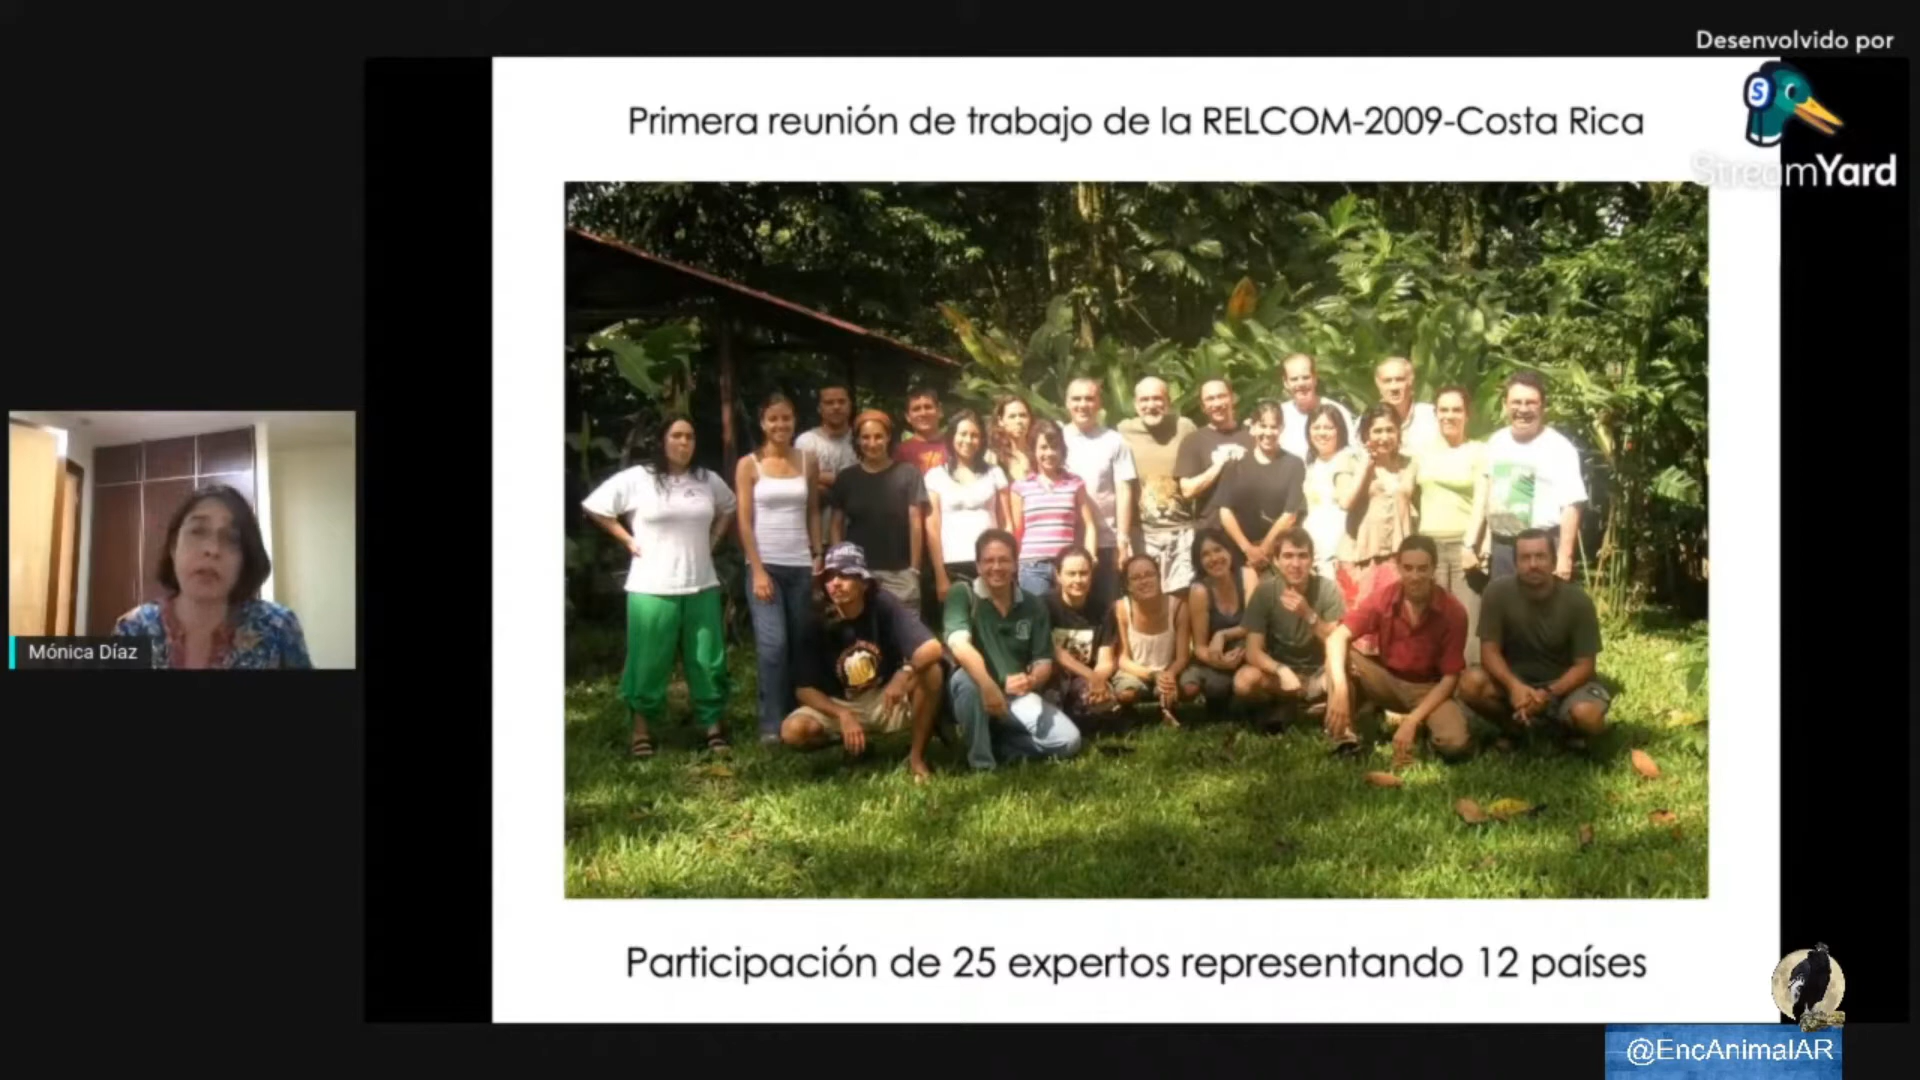 Desenvolvido por
StreamYard
Primera reunión de trabajo de la RELCOM-2009-Costa Rica
Mónica Díaz
Participación de 25 expertos representando 12 países
@EncAnimalAR